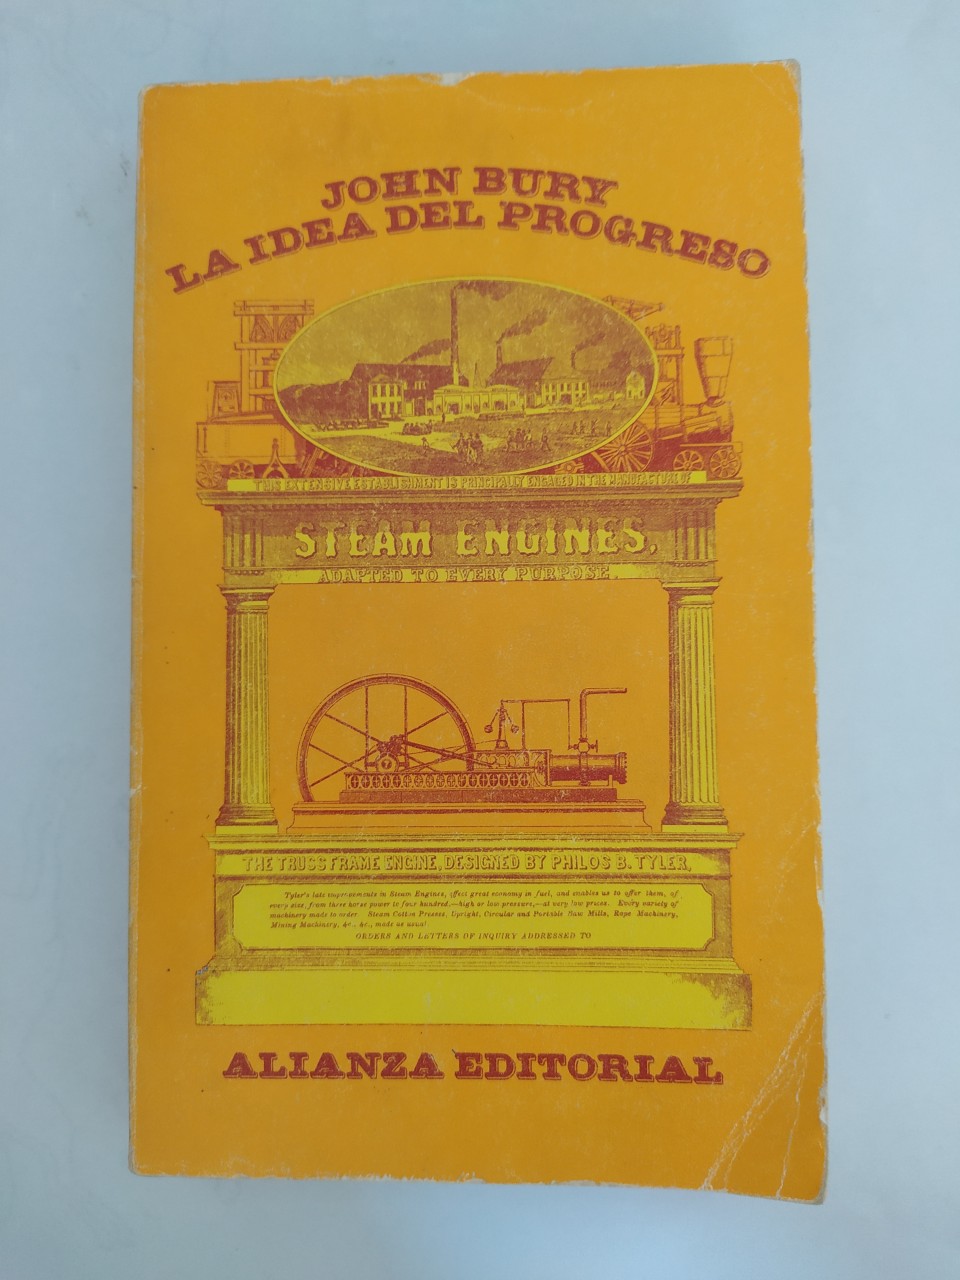 JOHN BURY
LA IDEA DEL PROGRESO
THIS EXTENSIVE ESTABLISHMENT IS PRINCIPALLY ENGAGED IN THE MANUFACTURE OF
STEAM ENGINES,
ADAPTED TO EVERY PURPOSE.
7
THE TRUSS FRAME ENGINE, DESIGNED BY PHILOS B. TYLER,
Tyler's late improvements in Steam Engines, effect great economy in fuel, and enables us to offer them, of
every size, from three horse power to four hundred,—high or low pressure,—at very low prices. Every variety of
machinery made to order. Steam Cotton Presses, Upright, Circular and Portable Saw Mills, Rope Machinery,
Mining Machinery, &c., &c., made as usual
ORDERS AND LETTERS OF INQUIRY ADDRESSED TO
ALIANZA EDITORIAL